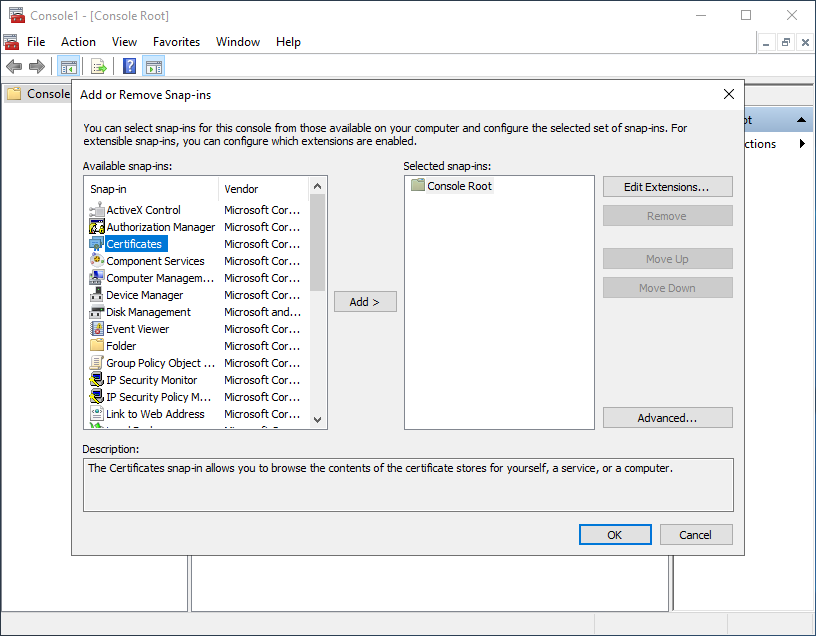 Console1 - [Console Root]
File Action View Favorites Window Help
Console
Add or Remove Snap-ins
You can select snap-ins for this console from those available on your computer and configure the selected set of snap-ins. For
extensible snap-ins, you can configure which extensions are enabled.
Available snap-ins:
Snap-in Vendor
ActiveX Control Microsoft Cor...
Authorization Manager Microsoft Cor...
Certificates Microsoft Cor...
Component Services Microsoft Cor...
Computer Managem... Microsoft Cor...
Device Manager Microsoft Cor...
Disk Management Microsoft and...
Event Viewer Microsoft Cor...
Folder Microsoft Cor...
Group Policy Object ... Microsoft Cor...
IP Security Monitor Microsoft Cor...
IP Security Policy M... Microsoft Cor...
Link to Web Address Microsoft Cor...
Add >
Selected snap-ins:
Console Root
Edit Extensions...
Remove
Move Up
Move Down
Advanced...
Description:
The Certificates snap-in allows you to browse the contents of the certificate stores for yourself, a service, or a computer.
OK
Cancel
ot
ctions